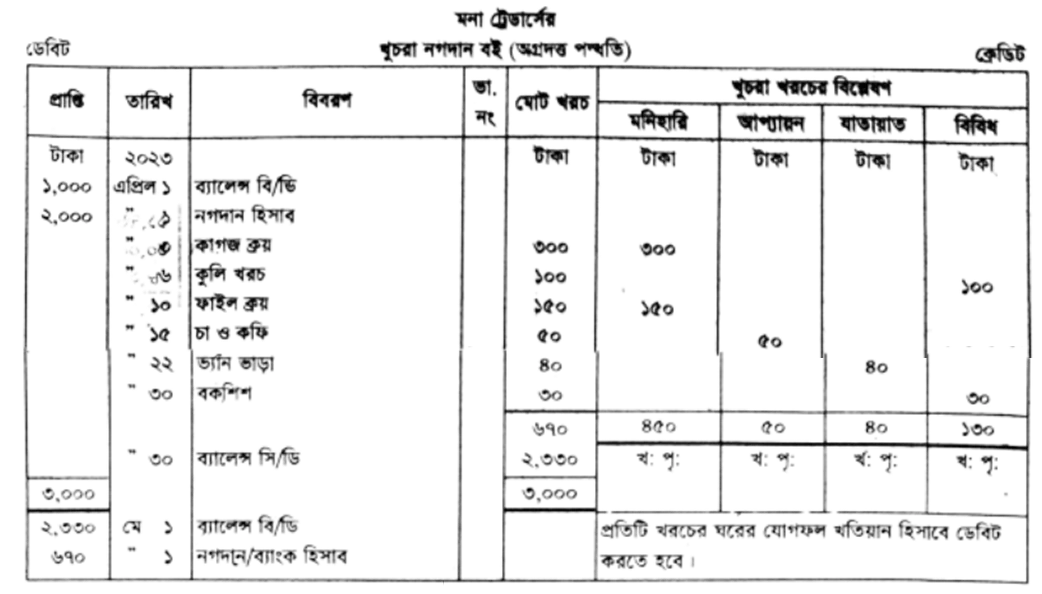 মনা ট্রেডার্সের
ডেবিট খুচরা নগদান বই (অগ্রদত্ত পদ্ধতি) ক্রেডিট
প্রাপ্তি তারিখ বিবরণ ভা. নং মোট খরচ খুচরা খরচের বিশ্লেষণ
মনিহারি আপ্যায়ন যাতায়াত বিবিধ
টাকা ২০২৩ টাকা টাকা টাকা টাকা টাকা
১,০০০ এপ্রিল ১ ব্যালেন্স বি/ডি
২,০০০ " ১ নগদান হিসাব
" ৩ কাগজ ক্রয় ৩০০ ৩০০
" ৬ কুলি খরচ ১০০ ১০০
" ১০ ফাইল ক্রয় ১৫০ ১৫০
" ১৫ চা ও কফি ৫০ ৫০
" ২২ ভ্যান ভাড়া ৪০ ৪০
" ৩০ বকশিশ ৩০ ৩০
৬৭০ ৪৫০ ৫০ ৪০ ১৩০
" ৩০ ব্যালেন্স সি/ডি ২,৩৩০ খ: পৃ: খ: পৃ: খ: পৃ: খ: পৃ:
৩,০০০ ৩,০০০
২,৩৩০ মে ১ ব্যালেন্স বি/ডি প্রতিটি খরচের ঘরের যোগফল খতিয়ান হিসাবে ডেবিট
৬৭০ " ১ নগদান/ব্যাংক হিসাব করতে হবে।